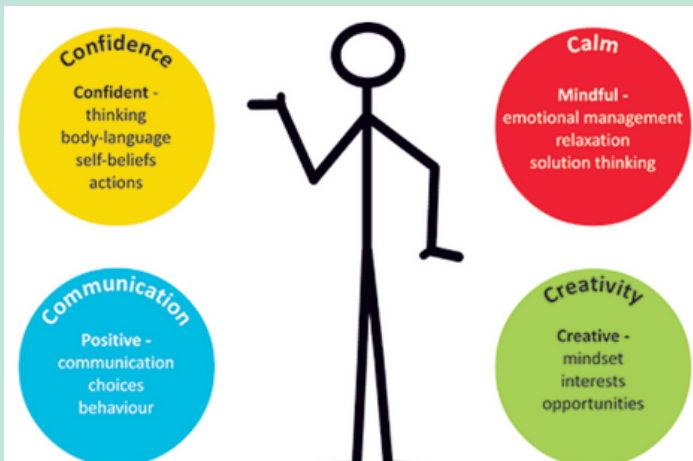 Confidence
Confident -
thinking
body-language
self-beliefs
actions
Calm
Mindful -
emotional management
relaxation
solution thinking
Communication
Positive -
communication
choices
behaviour
Creativity
Creative -
mindset
interests
opportunities